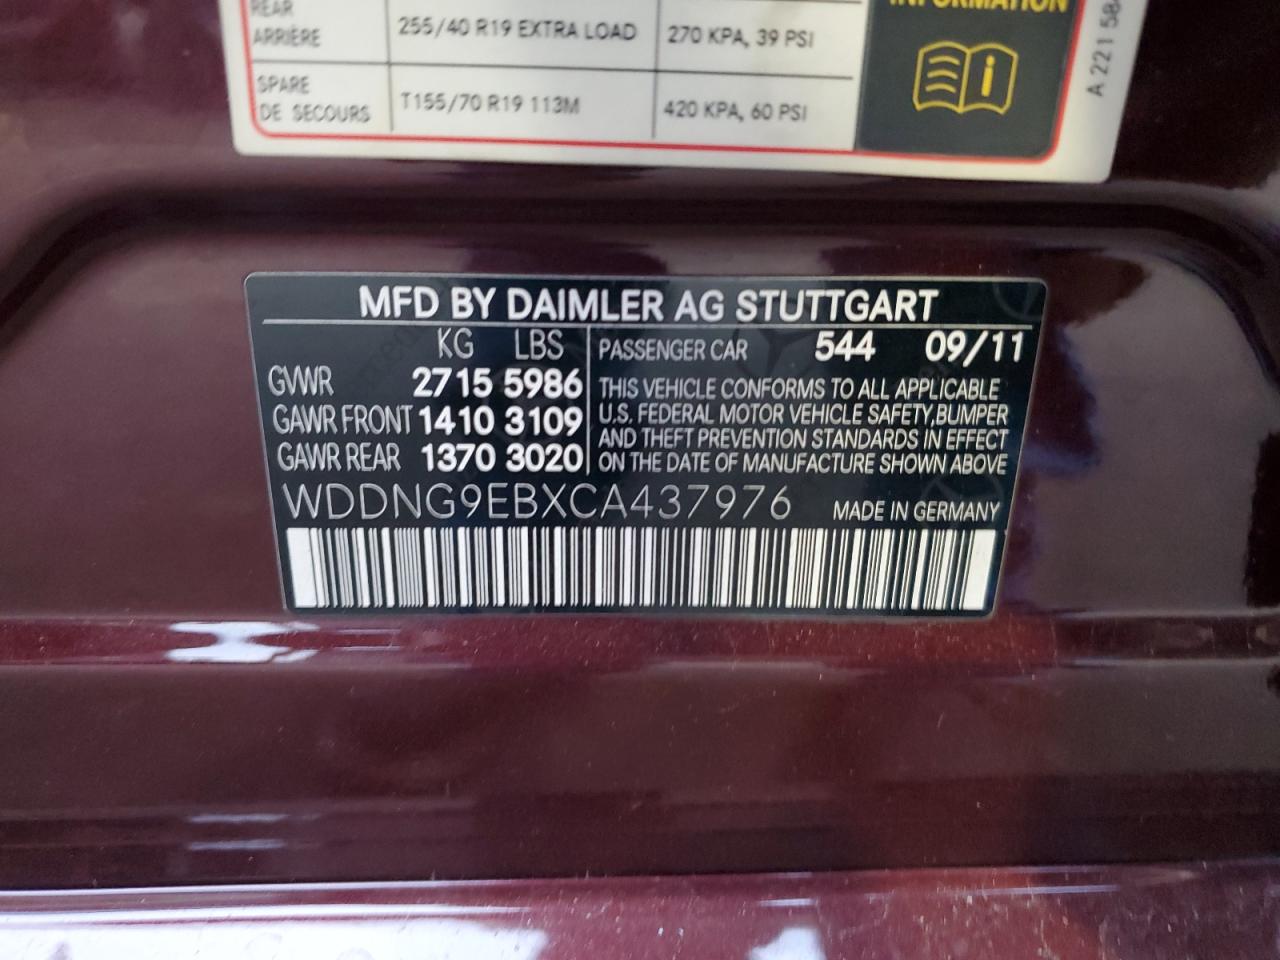 REAR 255/40 R19 EXTRA LOAD 270 KPA, 39 PSI
ARRIÈRE
SPARE T155/70 R19 113M 420 KPA, 60 PSI
DE SECOURS
INFORMATION
A 221 58
MFD BY DAIMLER AG STUTTGART
KG LBS PASSENGER CAR 544 09/11
GVWR 2715 5986
GAWR FRONT 1410 3109
GAWR REAR 1370 3020
THIS VEHICLE CONFORMS TO ALL APPLICABLE
U.S. FEDERAL MOTOR VEHICLE SAFETY,BUMPER
AND THEFT PREVENTION STANDARDS IN EFFECT
ON THE DATE OF MANUFACTURE SHOWN ABOVE
WDDNG9EBXCA437976 MADE IN GERMANY